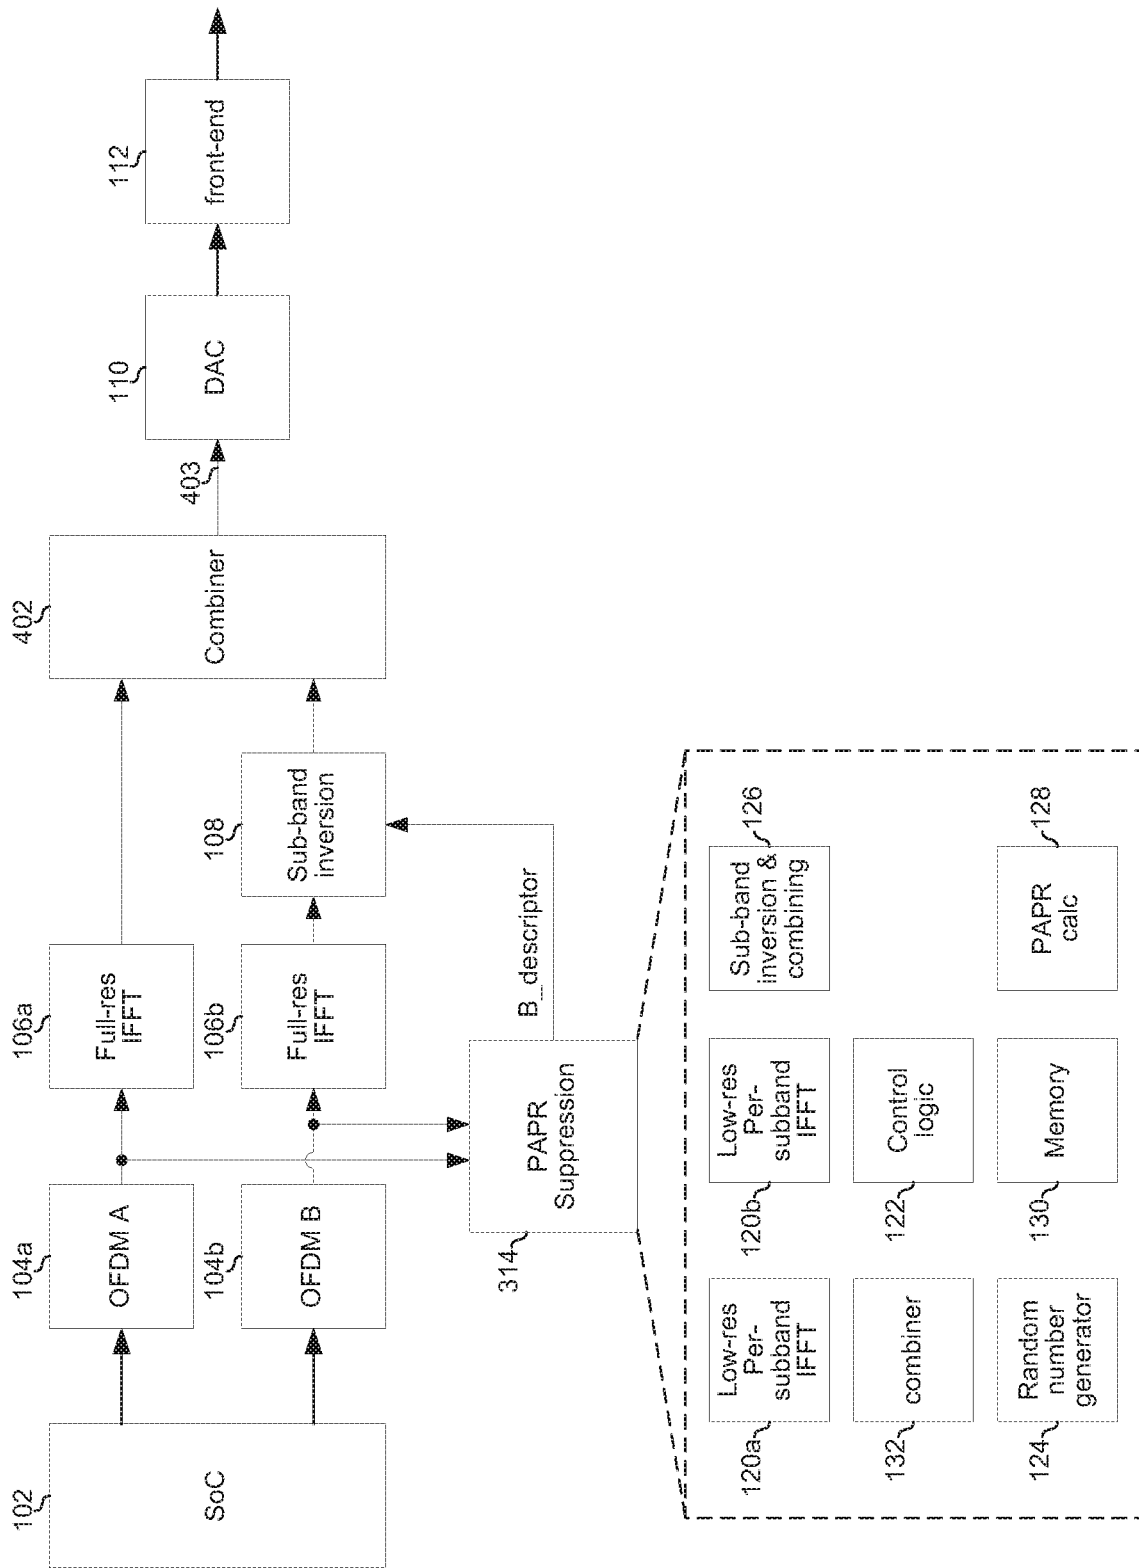 102
SoC
104a
OFDM A
104b
OFDM B
106a
Full-res
IFFT
106b
Full-res
IFFT
108
Sub-band
inversion
402
Combiner
403
110
DAC
112
front-end
314
PAPR
Suppression
B_descriptor
120a
Low-res
Per-
subband
IFFT
120b
Low-res
Per-
subband
IFFT
126
Sub-band
inversion &
combining
132
combiner
122
Control
logic
124
Random
number
generator
130
Memory
128
PAPR
calc